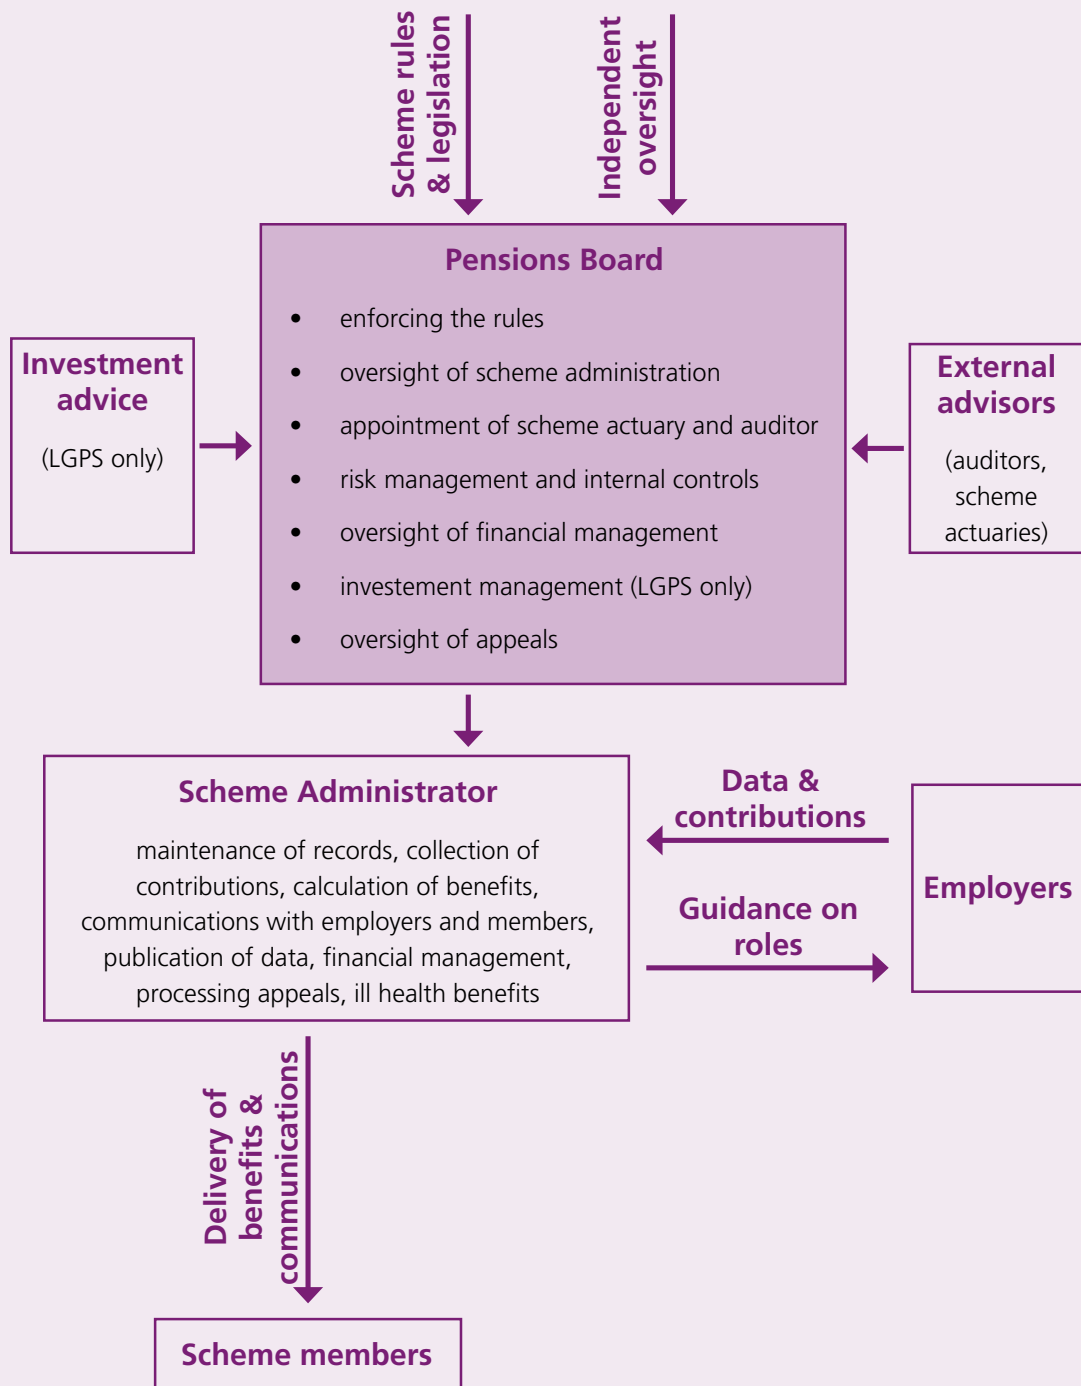 Scheme rules
& legislation
Independent
oversight
Pensions Board
• enforcing the rules
• oversight of scheme administration
• appointment of scheme actuary and auditor
• risk management and internal controls
• oversight of financial management
• investement management (LGPS only)
• oversight of appeals
Investment
advice
(LGPS only)
External
advisors
(auditors,
scheme
actuaries)
Scheme Administrator
maintenance of records, collection of
contributions, calculation of benefits,
communications with employers and members,
publication of data, financial management,
processing appeals, ill health benefits
Data &
contributions
Guidance on
roles
Employers
Delivery of
benefits &
communications
Scheme members